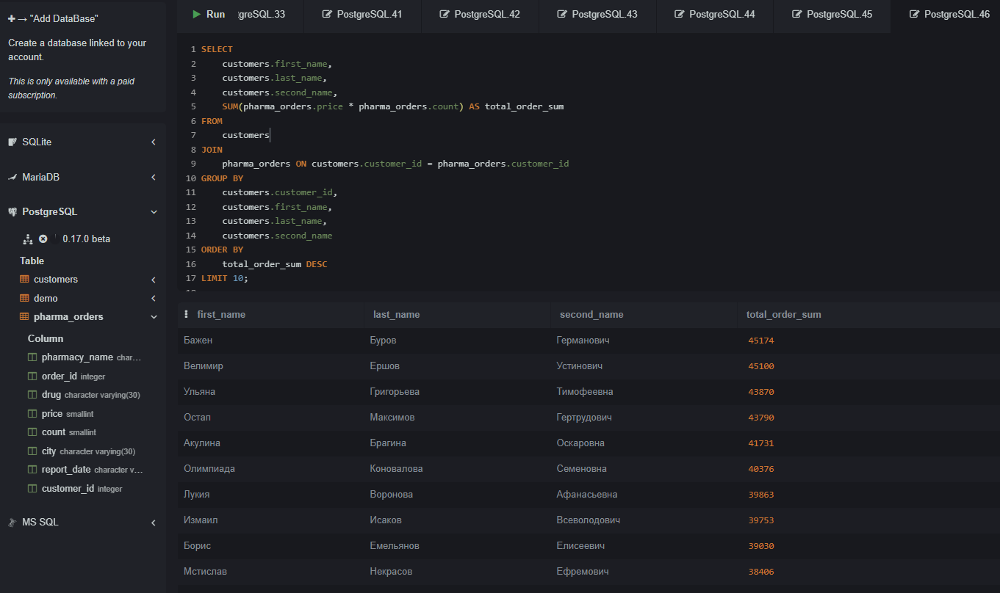 → "Add DataBase"
Create a database linked to your
account.
This is only available with a paid
subscription.
SQLite
MariaDB
PostgreSQL
0.17.0 beta
Table
customers
demo
pharma_orders
Column
pharmacy_name char...
order_id integer
drug character varying(30)
price smallint
count smallint
city character varying(30)
report_date character v...
customer_id integer
MS SQL
Run greSQL.33 PostgreSQL.41 PostgreSQL.42 PostgreSQL.43 PostgreSQL.44 PostgreSQL.45 PostgreSQL.46
1 SELECT
2 customers.first_name,
3 customers.last_name,
4 customers.second_name,
5 SUM(pharma_orders.price * pharma_orders.count) AS total_order_sum
6 FROM
7 customers
8 JOIN
9 pharma_orders ON customers.customer_id = pharma_orders.customer_id
10 GROUP BY
11 customers.customer_id,
12 customers.first_name,
13 customers.last_name,
14 customers.second_name
15 ORDER BY
16 total_order_sum DESC
17 LIMIT 10;
first_name last_name second_name total_order_sum
Бажен Буров Германович 45174
Велимир Ершов Устинович 45100
Ульяна Григорьева Тимофеевна 43870
Остап Максимов Гертрудович 43790
Акулина Брагина Оскаровна 41731
Олимпиада Коновалова Семеновна 40376
Лукия Воронова Афанасьевна 39863
Измаил Исаков Всеволодович 39753
Борис Емельянов Елисеевич 39030
Мстислав Некрасов Ефремович 38406